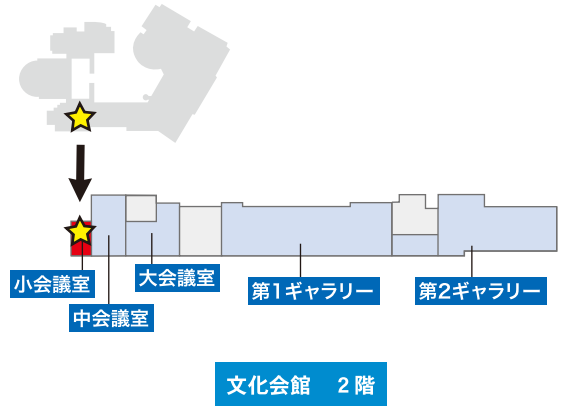 小会議室
中会議室
大会議室
第1ギャラリー
第2ギャラリー
文化会館　2階